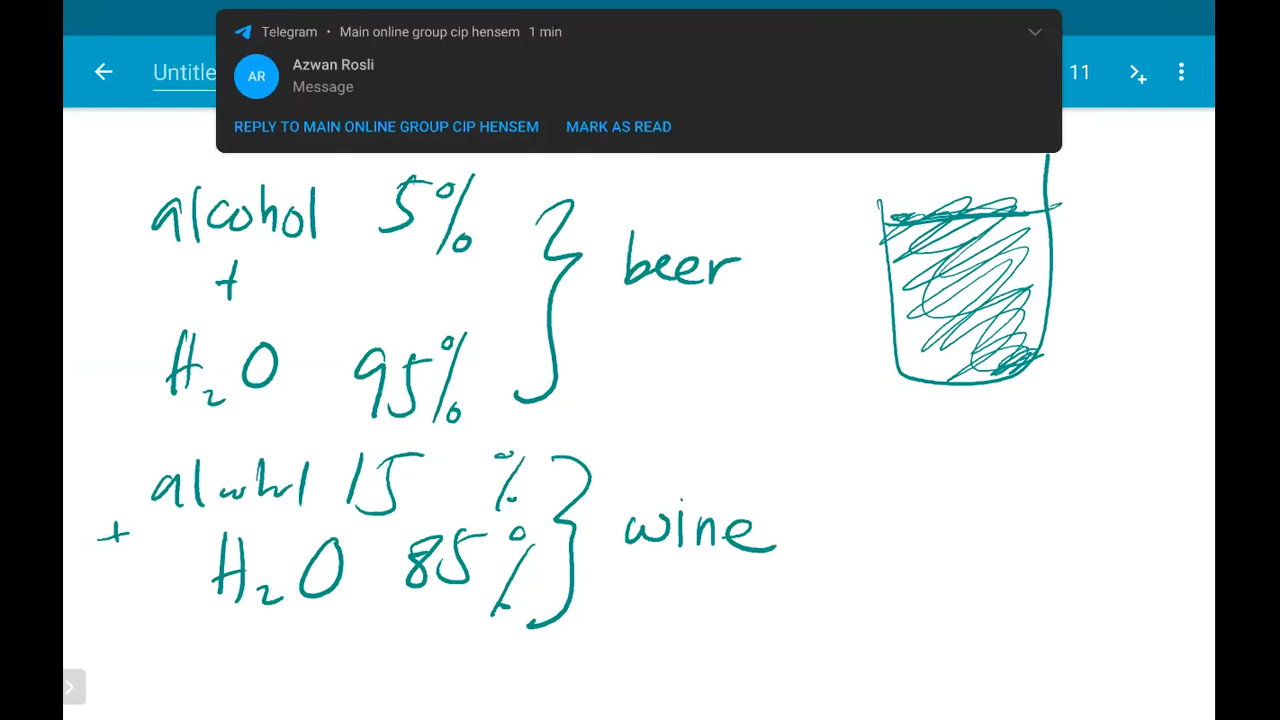 Telegram • Main online group cip hensem 1 min
AR
Azwan Rosli
Message
REPLY TO MAIN ONLINE GROUP CIP HENSEM MARK AS READ
Untitle
11
alcohol 5%
+
H₂O 95%
beer
alcohol 15 %
+ H₂O 85%
wine